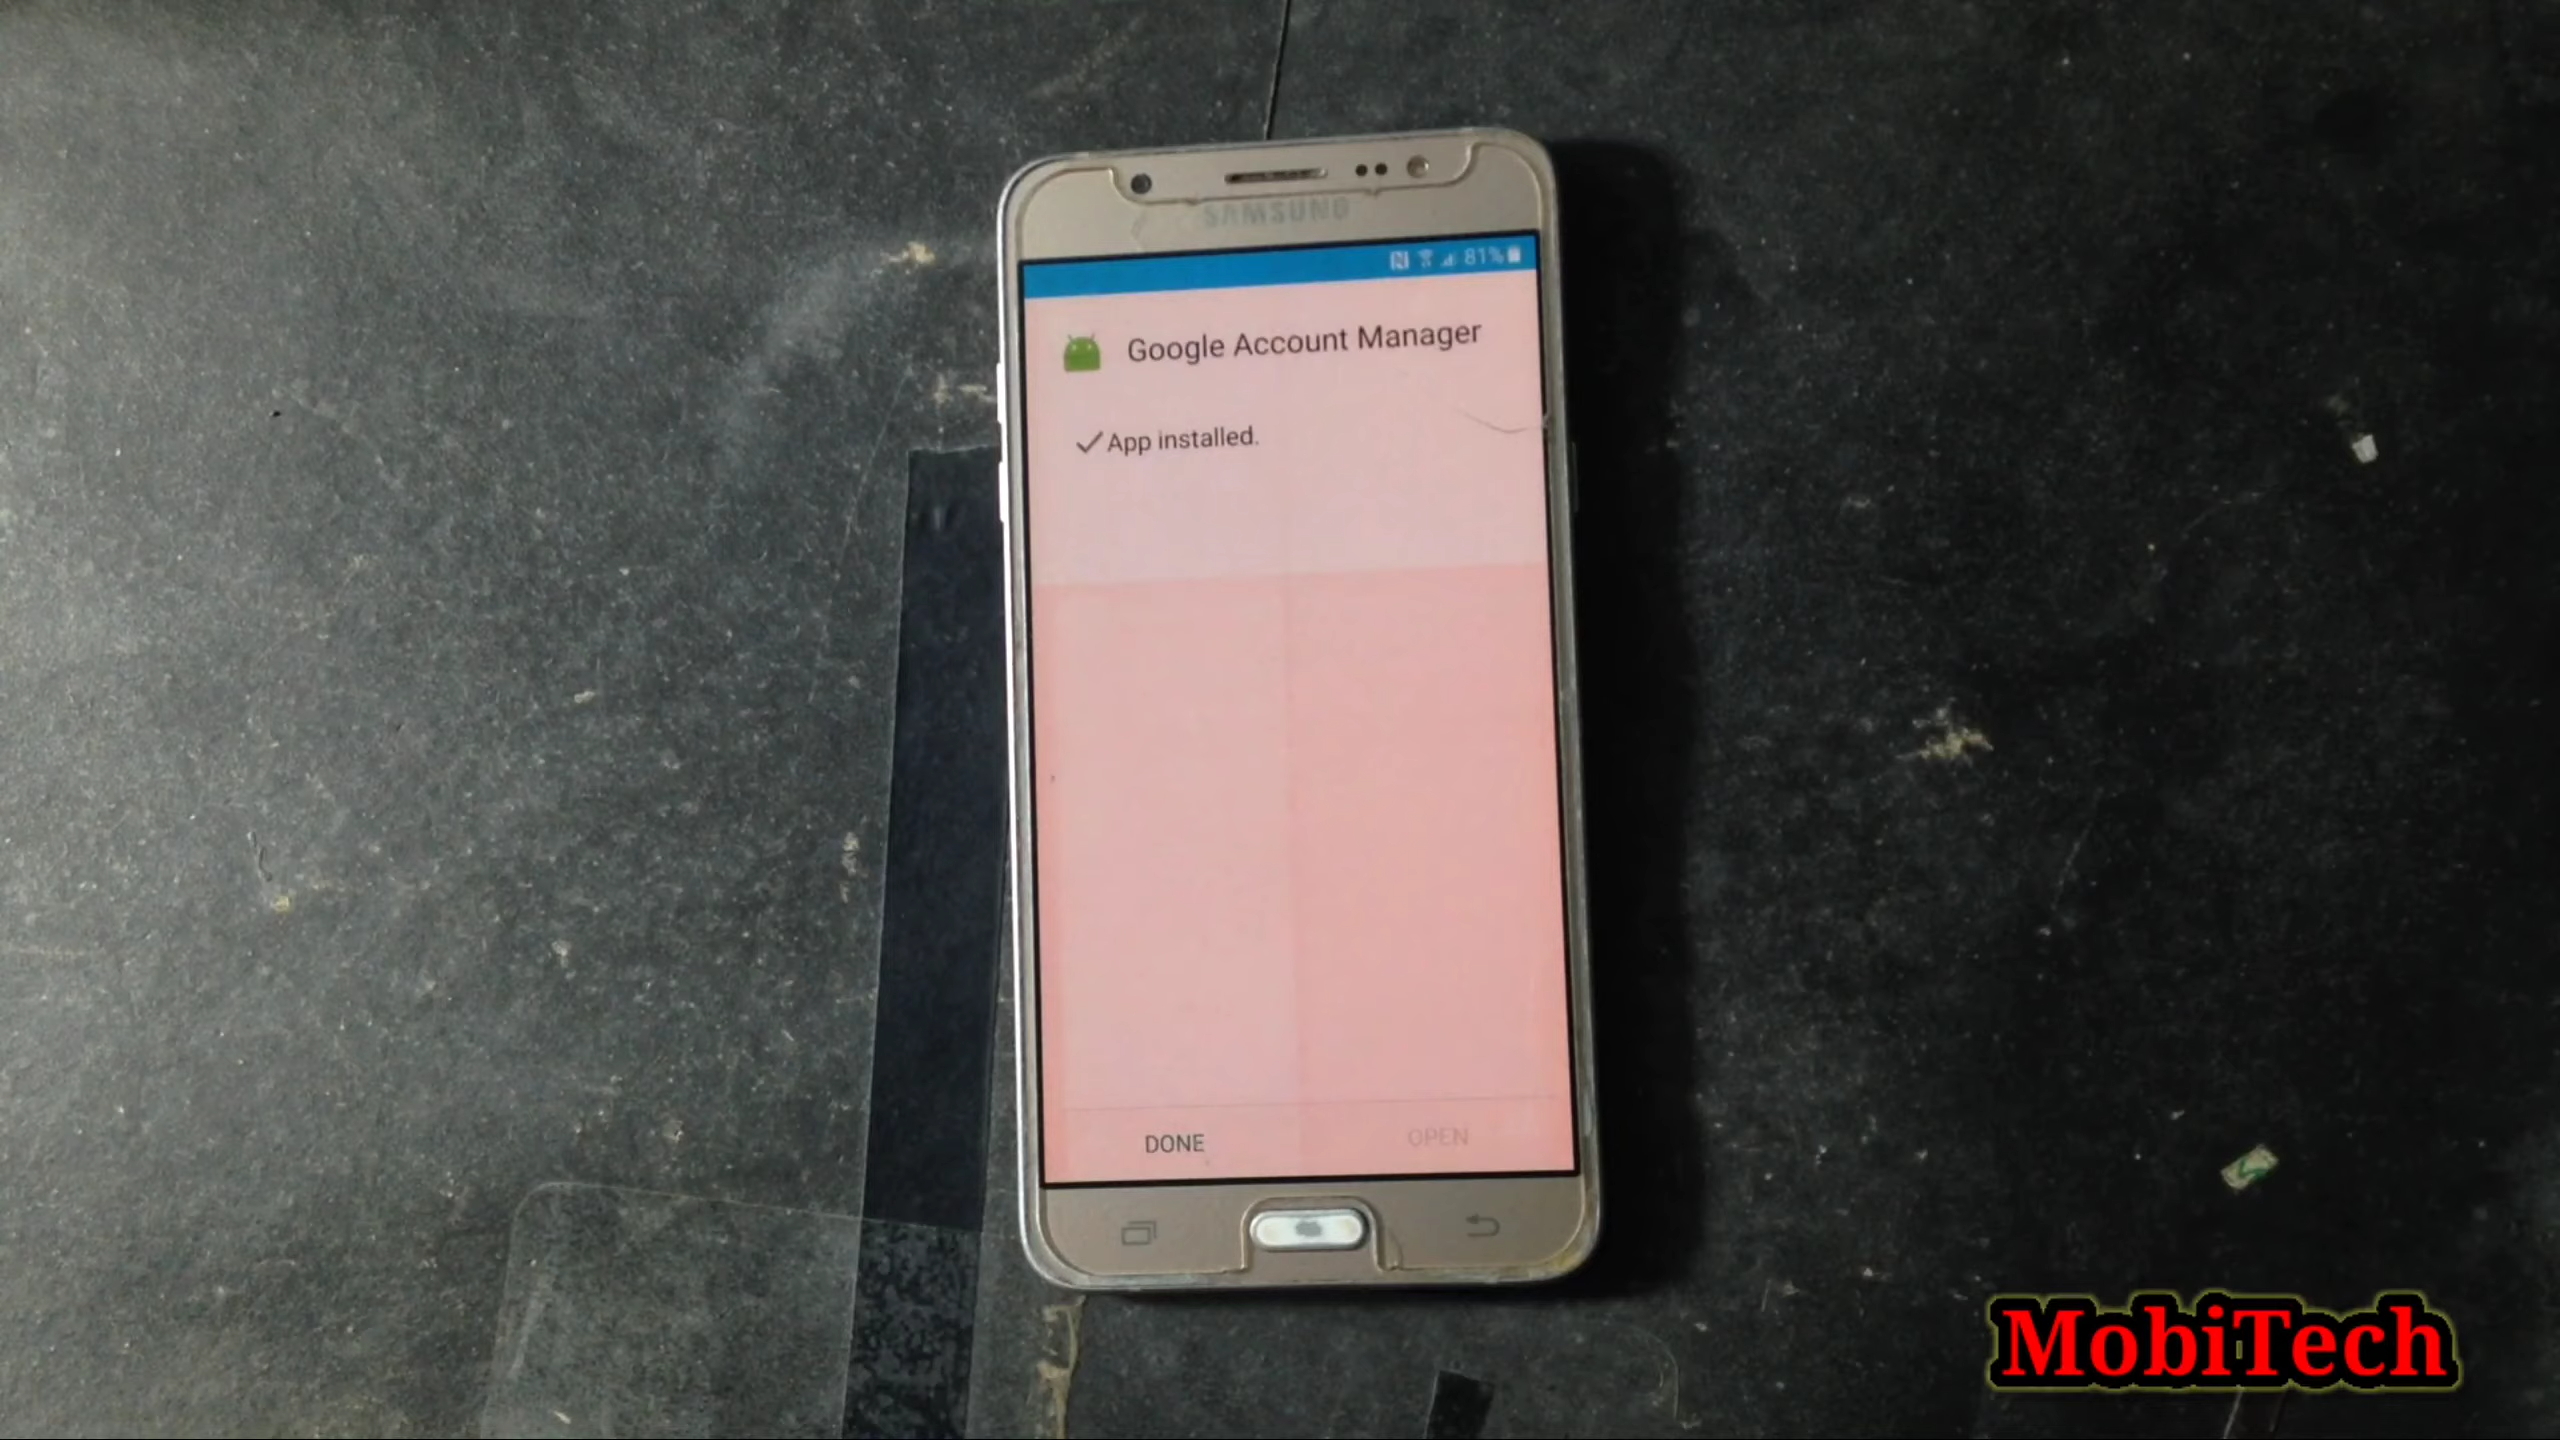 SAMSUNG
81%
Google Account Manager
App installed.
DONE
OPEN
MobiTech